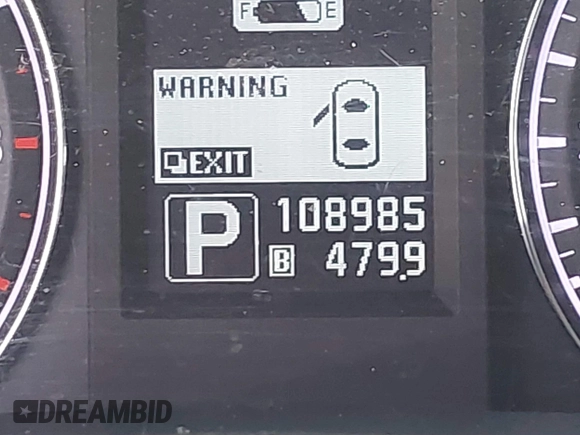 F E
WARNING
EXIT
P 108985
B 479.9
DREAMBID